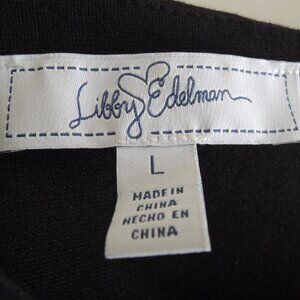 Libby Edelman
L
MADE IN
CHINA
HECHO EN
CHINA